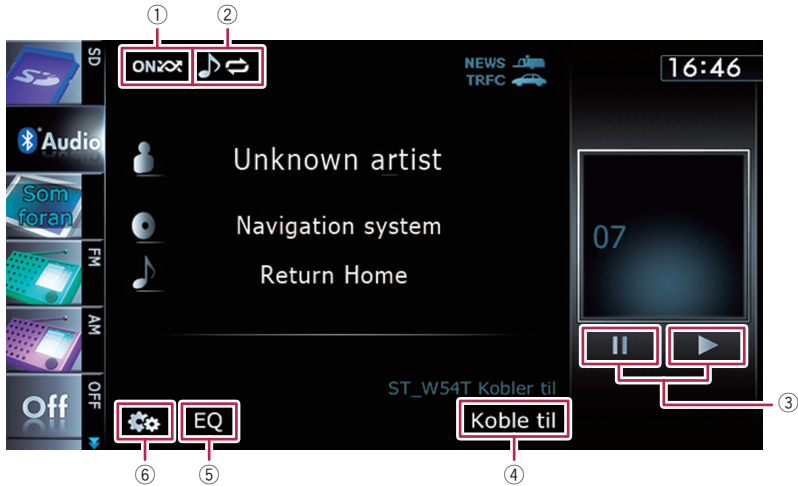 ① ②
SD
ON
NEWS
TRFC
16:46
Audio
Unknown artist
Som
foran
Navigation system
07
FM
Return Home
AM
③
ST_W54T Kobler til
OFF
Off
EQ
Koble til
⑥ ⑤ ④